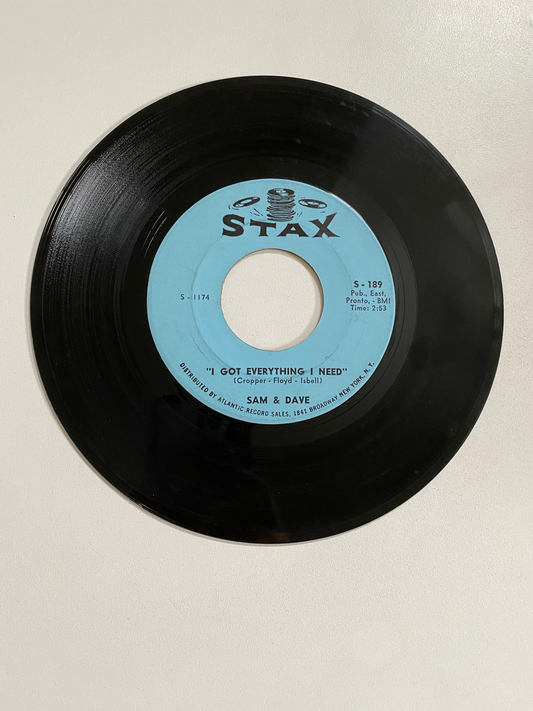 STAX
S - 189
Pub., East,
Pronto, - BMI
Time: 2:53
S - 1174
"I GOT EVERYTHING I NEED"
(Cropper - Floyd - Isbell)
SAM & DAVE
DISTRIBUTED BY ATLANTIC RECORD SALES, 1841 BROADWAY NEW YORK, N. Y.